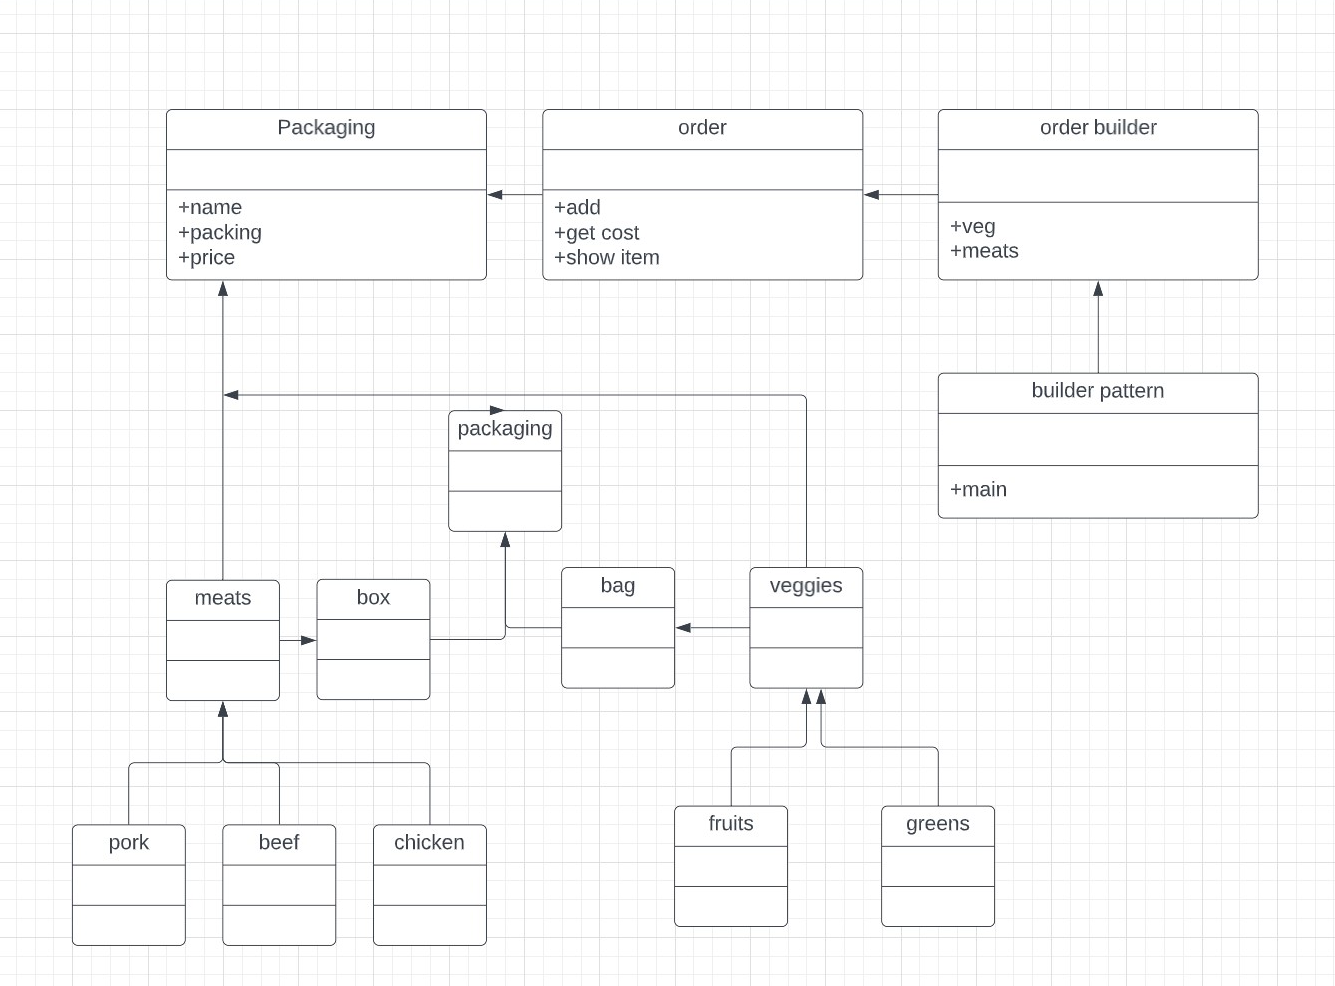 Packaging
+name
+packing
+price
order
+add
+get cost
+show item
order builder
+veg
+meats
builder pattern
+main
packaging
meats
box
bag
veggies
pork
beef
chicken
fruits
greens